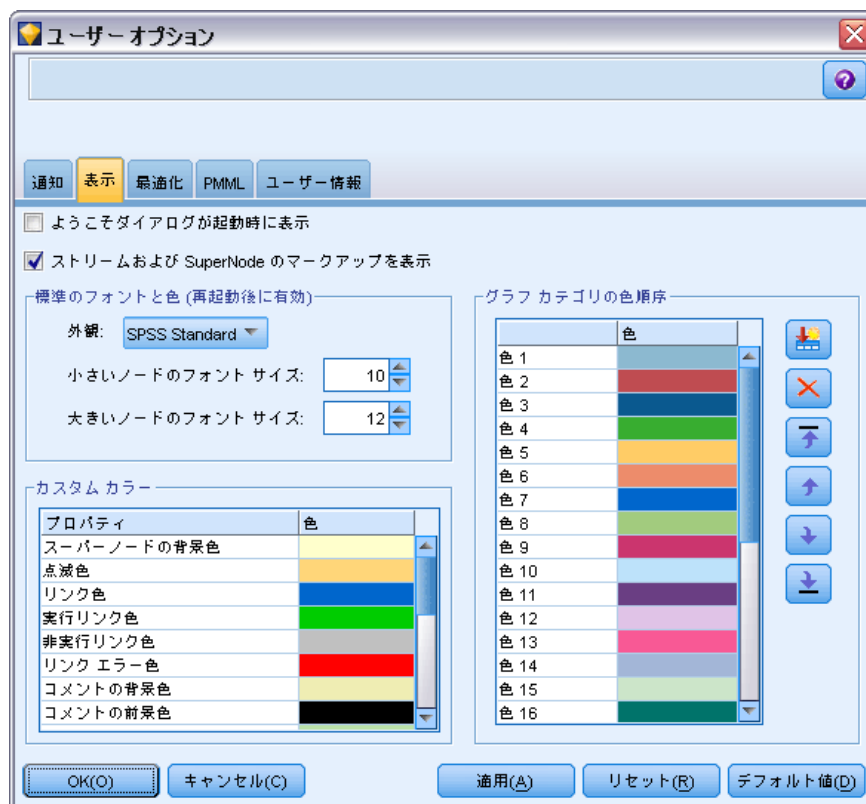 ユーザー オプション
通知
表示
最適化
PMML
ユーザー情報
ようこそダイアログが起動時に表示
ストリームおよび SuperNode のマークアップを表示
標準のフォントと色 (再起動後に有効)
外観: SPSS Standard
小さいノードのフォント サイズ: 10
大きいノードのフォント サイズ: 12
カスタム カラー
プロパティ 色
スーパーノードの背景色
点滅色
リンク色
実行リンク色
非実行リンク色
リンク エラー色
コメントの背景色
コメントの前景色
グラフ カテゴリの色順序
色
色 1
色 2
色 3
色 4
色 5
色 6
色 7
色 8
色 9
色 10
色 11
色 12
色 13
色 14
色 15
色 16
OK(O)
キャンセル(C)
適用(A)
リセット(R)
デフォルト値(D)